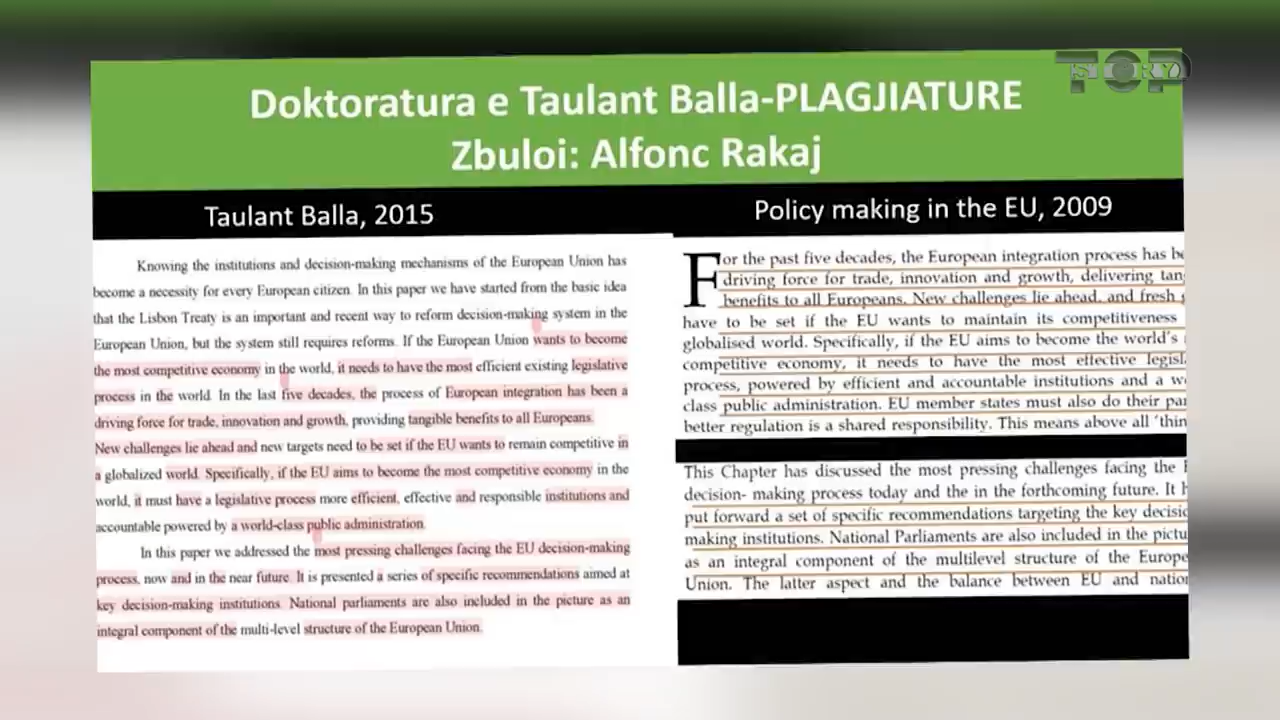 TOP
STORY
Doktoratura e Taulant Balla-PLAGJIATURE
Zbuloi: Alfonc Rakaj
Taulant Balla, 2015
Knowing the institutions and decision-making mechanisms of the European Union has
become a necessity for every European citizen. In this paper we have started from the basic idea
that the Lisbon Treaty is an important and recent way to reform decision-making system in the
European Union, but the system still requires reforms. If the European Union wants to become
the most competitive economy in the world, it needs to have the most efficient existing legislative
process in the world. In the last five decades, the process of European integration has been a
driving force for trade, innovation and growth, providing tangible benefits to all Europeans.
New challenges lie ahead and new targets need to be set if the EU wants to remain competitive in
a globalized world. Specifically, if the EU aims to become the most competitive economy in the
world, it must have a legislative process more efficient, effective and responsible institutions and
accountable powered by a world-class public administration.
In this paper we addressed the most pressing challenges facing the EU decision-making
process, now and in the near future. It is presented a series of specific recommendations aimed at
key decision-making institutions. National parliaments are also included in the picture as an
integral component of the multi-level structure of the European Union.
Policy making in the EU, 2009
For the past five decades, the European integration process has be
driving force for trade, innovation and growth, delivering tan
benefits to all Europeans. New challenges lie ahead, and fresh
have to be set if the EU wants to maintain its competitiveness
globalised world. Specifically, if the EU aims to become the world's
competitive economy, it needs to have the most effective legisl
process, powered by efficient and accountable institutions and a w
class public administration. EU member states must also do their par
better regulation is a shared responsibility. This means above all 'thin
This Chapter has discussed the most pressing challenges facing the
decision- making process today and the in the forthcoming future. It h
put forward a set of specific recommendations targeting the key decisio
making institutions. National Parliaments are also included in the pictu
as an integral component of the multilevel structure of the Europe
Union. The latter aspect and the balance between EU and nation